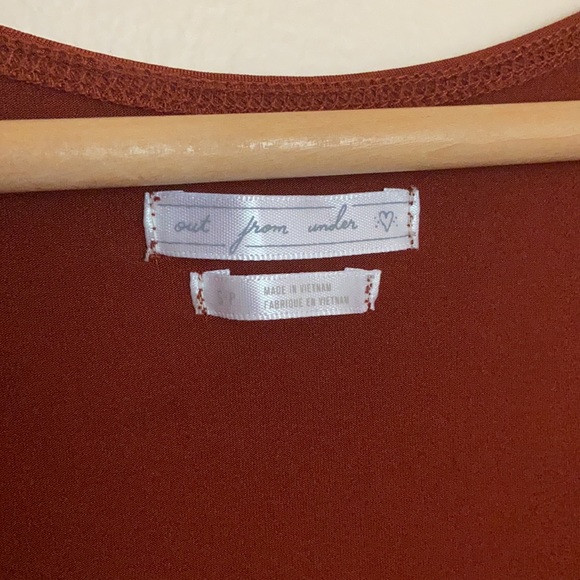 out from under
S-P
MADE IN VIETNAM
FABRIQUÉ EN VIETNAM